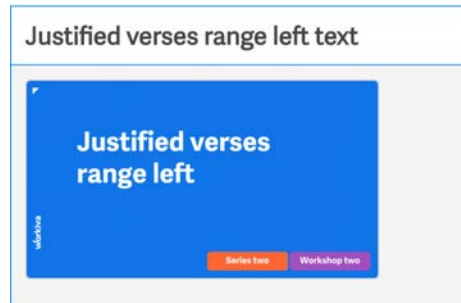 Justified verses range left text
Justified verses
range left
workiva
Series two
Workshop two